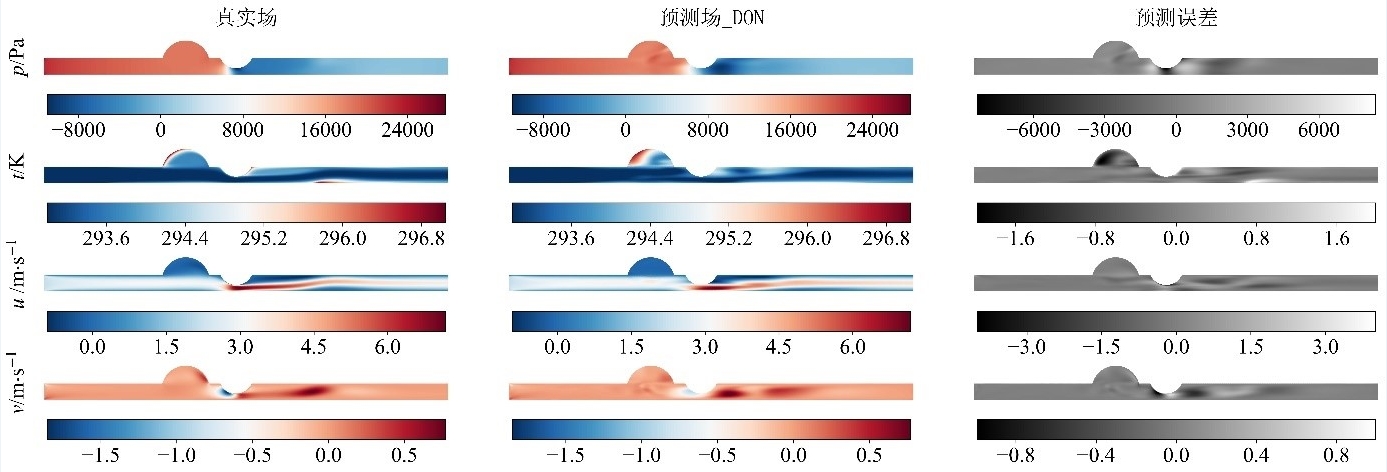 真实场 预测场_DON 预测误差
p/Pa
−8000 0 8000 16000 24000 −8000 0 8000 16000 24000 −6000 −3000 0 3000 6000
t/K
293.6 294.4 295.2 296.0 296.8 293.6 294.4 295.2 296.0 296.8 −1.6 −0.8 0.0 0.8 1.6
u /m·s⁻¹
0.0 1.5 3.0 4.5 6.0 0.0 1.5 3.0 4.5 6.0 −3.0 −1.5 0.0 1.5 3.0
v/m·s⁻¹
−1.5 −1.0 −0.5 0.0 0.5 −1.5 −1.0 −0.5 0.0 0.5 −0.8 −0.4 0.0 0.4 0.8